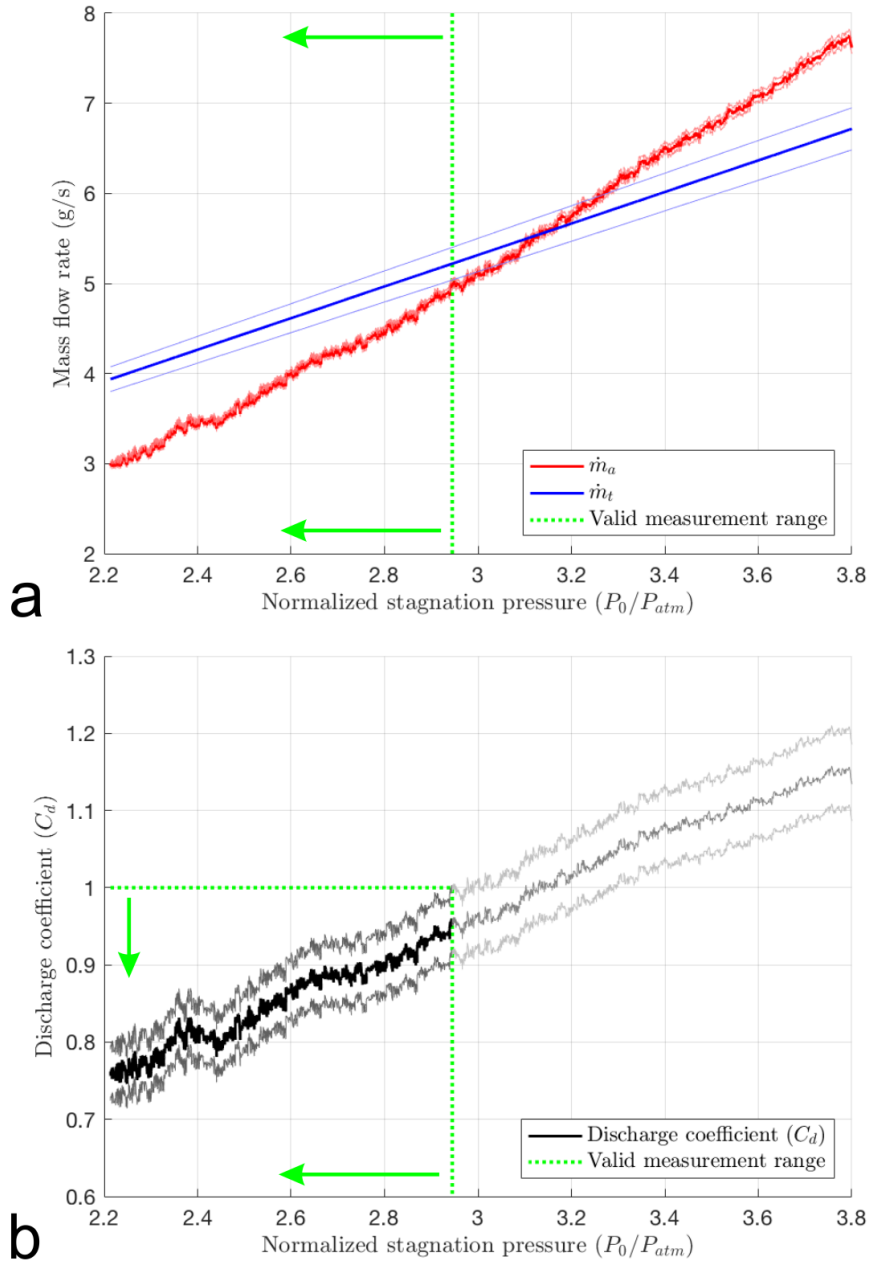 8
7
6
5
4
3
2
Mass flow rate (g/s)
ṁₐ
ṁₜ
Valid measurement range
2.2 2.4 2.6 2.8 3 3.2 3.4 3.6 3.8
Normalized stagnation pressure (P₀/Pₐₜₘ)
a
1.3
1.2
1.1
1
0.9
0.8
0.7
0.6
Discharge coefficient (C_d)
Discharge coefficient (C_d)
Valid measurement range
2.2 2.4 2.6 2.8 3 3.2 3.4 3.6 3.8
Normalized stagnation pressure (P₀/Pₐₜₘ)
b